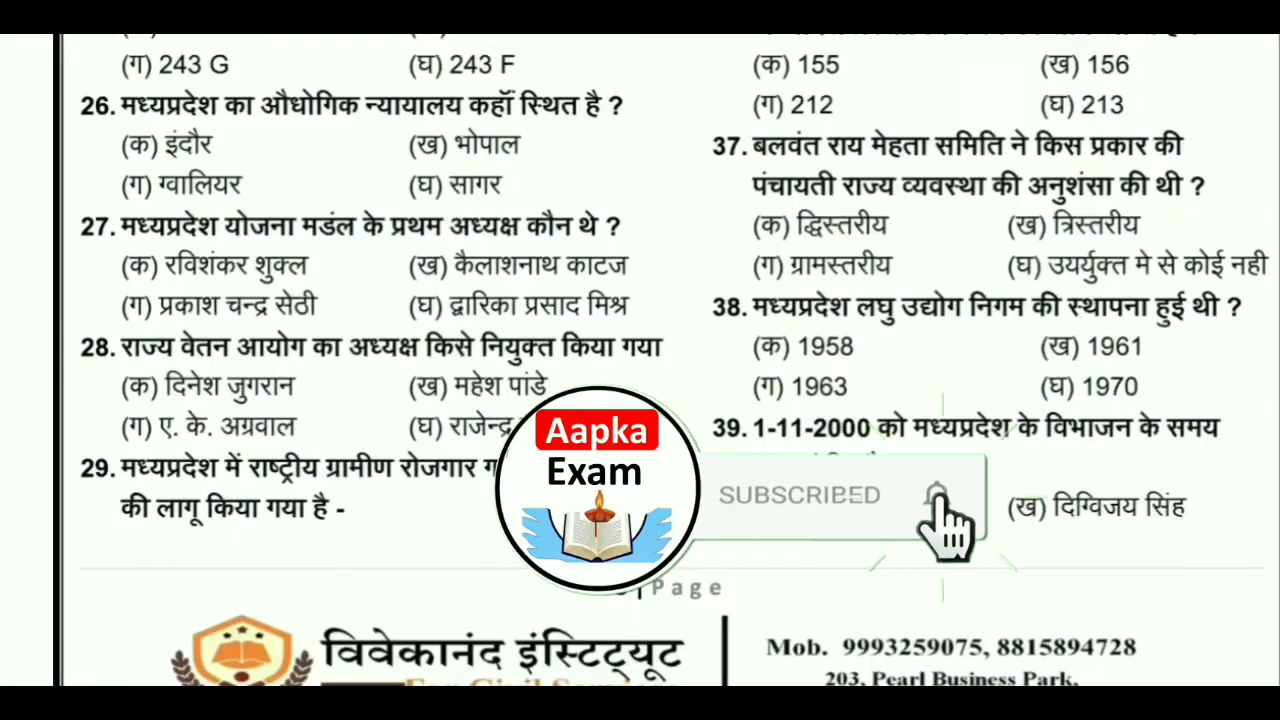 (ग) 243 G (घ) 243 F
26. मध्यप्रदेश का औधोगिक न्यायालय कहाँ स्थित है ?
(क) इंदौर (ख) भोपाल
(ग) ग्वालियर (घ) सागर
27. मध्यप्रदेश योजना मडंल के प्रथम अध्यक्ष कौन थे ?
(क) रविशंकर शुक्ल (ख) कैलाशनाथ काटज
(ग) प्रकाश चन्द्र सेठी (घ) द्वारिका प्रसाद मिश्र
28. राज्य वेतन आयोग का अध्यक्ष किसे नियुक्त किया गया
(क) दिनेश जुगरान (ख) महेश पांडे
(ग) ए. के. अग्रवाल (घ) राजेन्द्र
29. मध्यप्रदेश में राष्ट्रीय ग्रामीण रोजगार
की लागू किया गया है -
(क) 155 (ख) 156
(ग) 212 (घ) 213
37. बलवंत राय मेहता समिति ने किस प्रकार की
पंचायती राज्य व्यवस्था की अनुशंसा की थी ?
(क) द्धिस्तरीय (ख) त्रिस्तरीय
(ग) ग्रामस्तरीय (घ) उयर्युक्त मे से कोई नही
38. मध्यप्रदेश लघु उद्योग निगम की स्थापना हुई थी ?
(क) 1958 (ख) 1961
(ग) 1963 (घ) 1970
39. 1-11-2000 को मध्यप्रदेश के विभाजन के समय
(ख) दिग्विजय सिंह
Aapka
Exam
SUBSCRIBED
| Page
विवेकानंद इंस्टिट्यूट
Mob. 9993259075, 8815894728
203, Pearl Business Park,